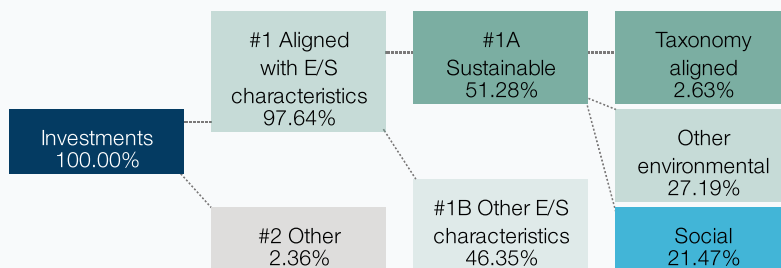 Investments
100.00%
#1 Aligned
with E/S
characteristics
97.64%
#2 Other
2.36%
#1A
Sustainable
51.28%
#1B Other E/S
characteristics
46.35%
Taxonomy
aligned
2.63%
Other
environmental
27.19%
Social
21.47%